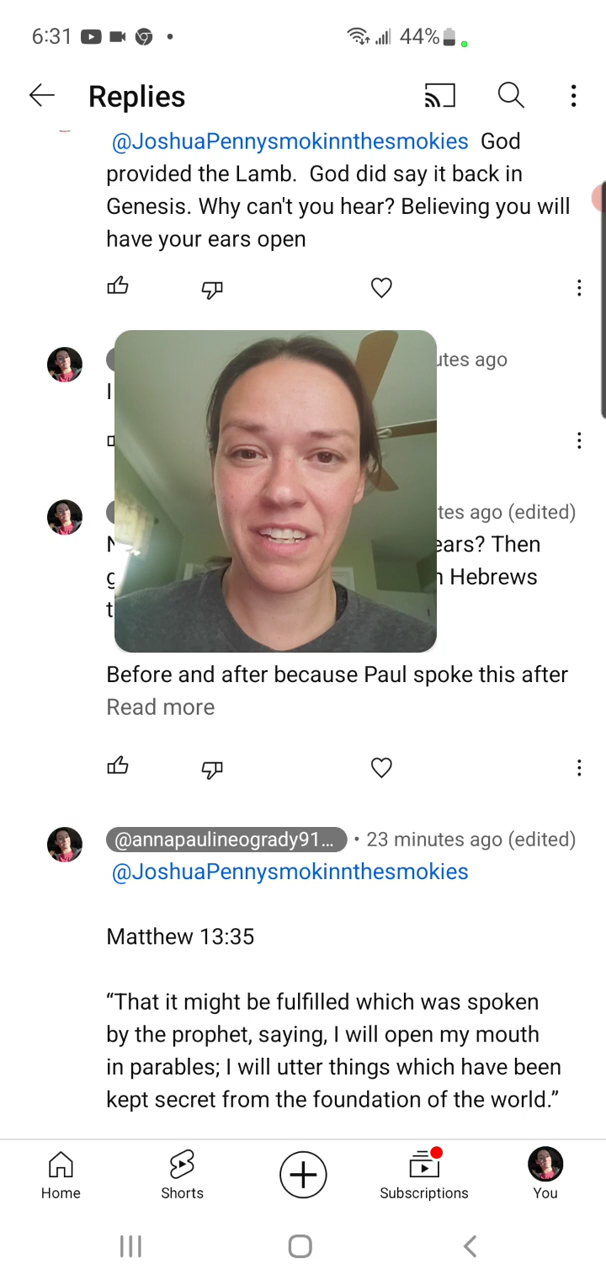 6:31 44%
Replies
@JoshuaPennysmokinnthesmokies God
provided the Lamb. God did say it back in
Genesis. Why can't you hear? Believing you will
have your ears open
utes ago
I
tes ago (edited)
N ears? Then
g Hebrews
t
Before and after because Paul spoke this after
Read more
@annapaulineogrady91... • 23 minutes ago (edited)
@JoshuaPennysmokinnthesmokies
Matthew 13:35
“That it might be fulfilled which was spoken
by the prophet, saying, I will open my mouth
in parables; I will utter things which have been
kept secret from the foundation of the world.”
Home Shorts Subscriptions You